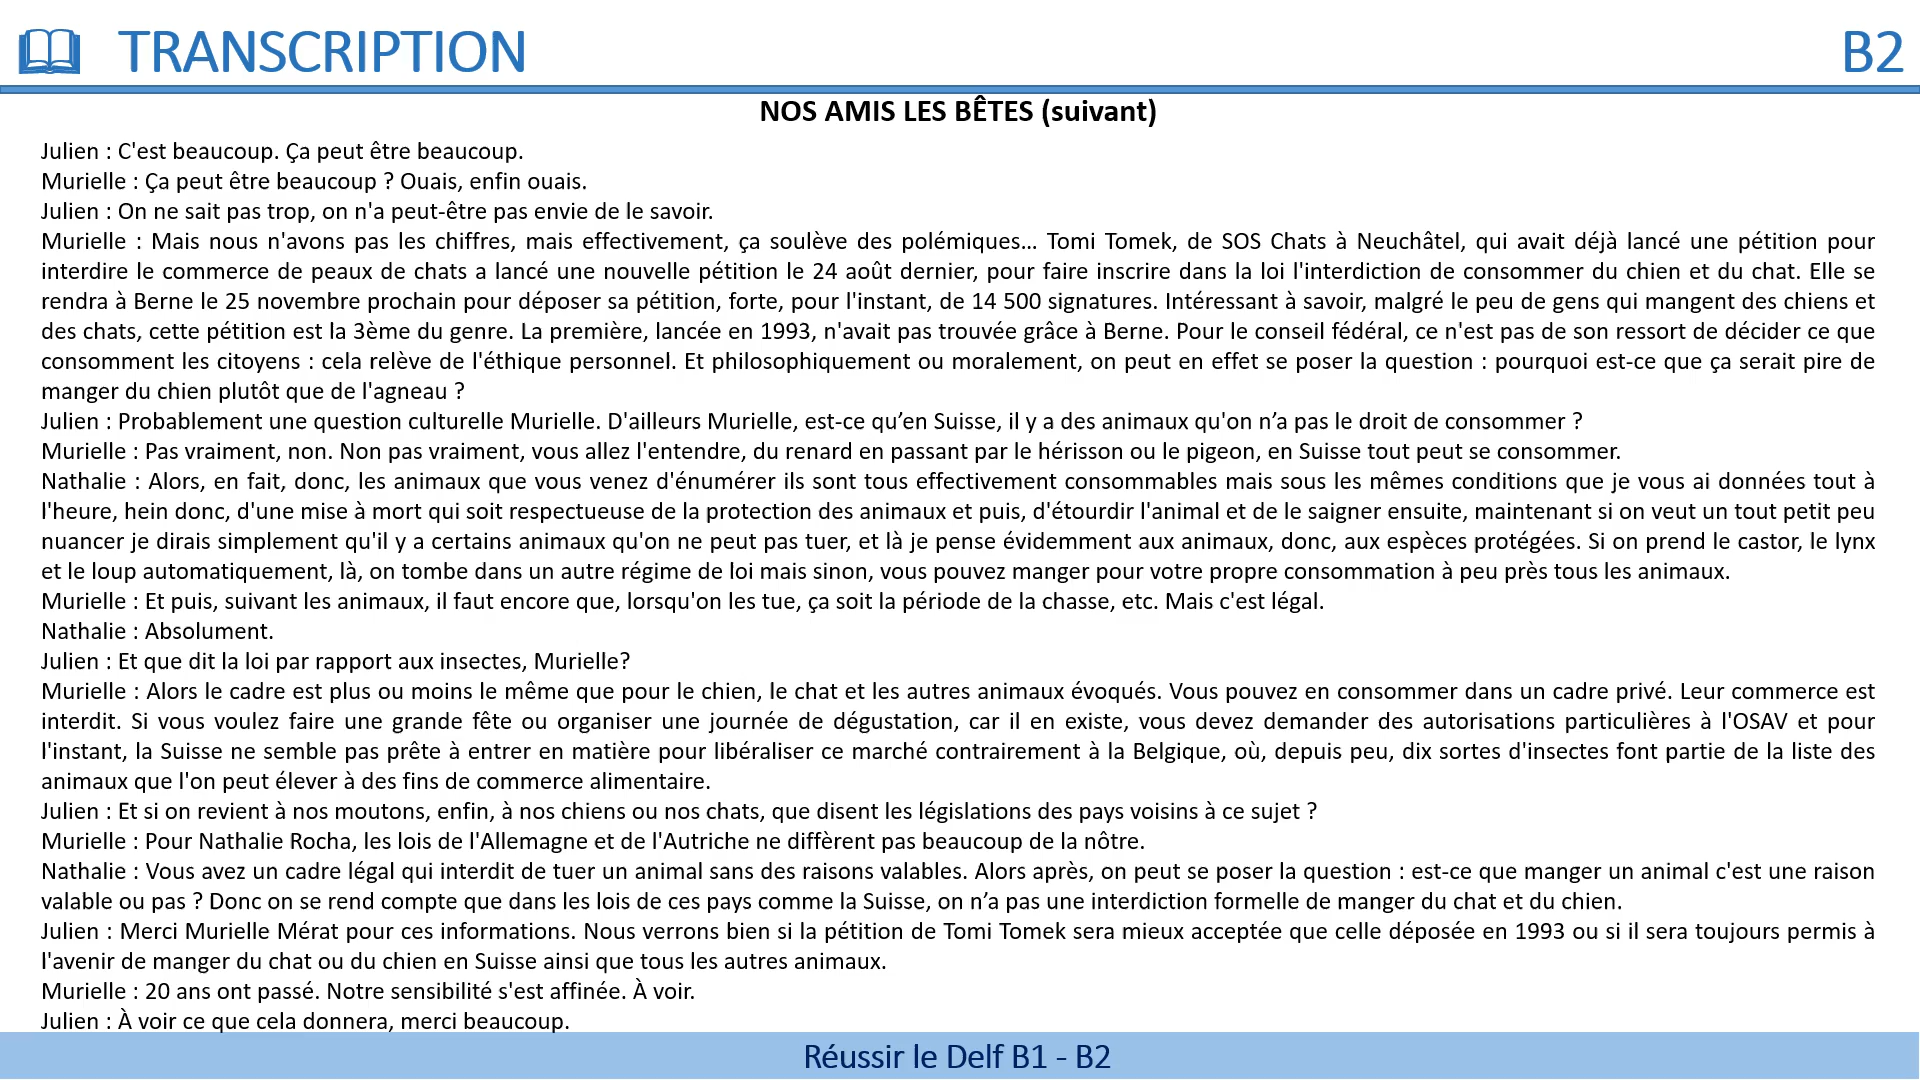 TRANSCRIPTION
B2
NOS AMIS LES BÊTES (suivant)
Julien : C'est beaucoup. Ça peut être beaucoup.
Murielle : Ça peut être beaucoup ? Ouais, enfin ouais.
Julien : On ne sait pas trop, on n'a peut-être pas envie de le savoir.
Murielle : Mais nous n'avons pas les chiffres, mais effectivement, ça soulève des polémiques... Tomi Tomek, de SOS Chats à Neuchâtel, qui avait déjà lancé une pétition pour
interdire le commerce de peaux de chats a lancé une nouvelle pétition le 24 août dernier, pour faire inscrire dans la loi l'interdiction de consommer du chien et du chat. Elle se
rendra à Berne le 25 novembre prochain pour déposer sa pétition, forte, pour l'instant, de 14 500 signatures. Intéressant à savoir, malgré le peu de gens qui mangent des chiens et
des chats, cette pétition est la 3ème du genre. La première, lancée en 1993, n'avait pas trouvée grâce à Berne. Pour le conseil fédéral, ce n'est pas de son ressort de décider ce que
consomment les citoyens : cela relève de l'éthique personnel. Et philosophiquement ou moralement, on peut en effet se poser la question : pourquoi est-ce que ça serait pire de
manger du chien plutôt que de l'agneau ?
Julien : Probablement une question culturelle Murielle. D'ailleurs Murielle, est-ce qu’en Suisse, il y a des animaux qu'on n’a pas le droit de consommer ?
Murielle : Pas vraiment, non. Non pas vraiment, vous allez l'entendre, du renard en passant par le hérisson ou le pigeon, en Suisse tout peut se consommer.
Nathalie : Alors, en fait, donc, les animaux que vous venez d'énumérer ils sont tous effectivement consommables mais sous les mêmes conditions que je vous ai données tout à
l'heure, hein donc, d'une mise à mort qui soit respectueuse de la protection des animaux et puis, d'étourdir l'animal et de le saigner ensuite, maintenant si on veut un tout petit peu
nuancer je dirais simplement qu'il y a certains animaux qu'on ne peut pas tuer, et là je pense évidemment aux animaux, donc, aux espèces protégées. Si on prend le castor, le lynx
et le loup automatiquement, là, on tombe dans un autre régime de loi mais sinon, vous pouvez manger pour votre propre consommation à peu près tous les animaux.
Murielle : Et puis, suivant les animaux, il faut encore que, lorsqu'on les tue, ça soit la période de la chasse, etc. Mais c'est légal.
Nathalie : Absolument.
Julien : Et que dit la loi par rapport aux insectes, Murielle?
Murielle : Alors le cadre est plus ou moins le même que pour le chien, le chat et les autres animaux évoqués. Vous pouvez en consommer dans un cadre privé. Leur commerce est
interdit. Si vous voulez faire une grande fête ou organiser une journée de dégustation, car il en existe, vous devez demander des autorisations particulières à l'OSAV et pour
l'instant, la Suisse ne semble pas prête à entrer en matière pour libéraliser ce marché contrairement à la Belgique, où, depuis peu, dix sortes d'insectes font partie de la liste des
animaux que l'on peut élever à des fins de commerce alimentaire.
Julien : Et si on revient à nos moutons, enfin, à nos chiens ou nos chats, que disent les législations des pays voisins à ce sujet ?
Murielle : Pour Nathalie Rocha, les lois de l'Allemagne et de l'Autriche ne diffèrent pas beaucoup de la nôtre.
Nathalie : Vous avez un cadre légal qui interdit de tuer un animal sans des raisons valables. Alors après, on peut se poser la question : est-ce que manger un animal c'est une raison
valable ou pas ? Donc on se rend compte que dans les lois de ces pays comme la Suisse, on n’a pas une interdiction formelle de manger du chat et du chien.
Julien : Merci Murielle Mérat pour ces informations. Nous verrons bien si la pétition de Tomi Tomek sera mieux acceptée que celle déposée en 1993 ou si il sera toujours permis à
l'avenir de manger du chat ou du chien en Suisse ainsi que tous les autres animaux.
Murielle : 20 ans ont passé. Notre sensibilité s'est affinée. À voir.
Julien : À voir ce que cela donnera, merci beaucoup.
Réussir le Delf B1 - B2